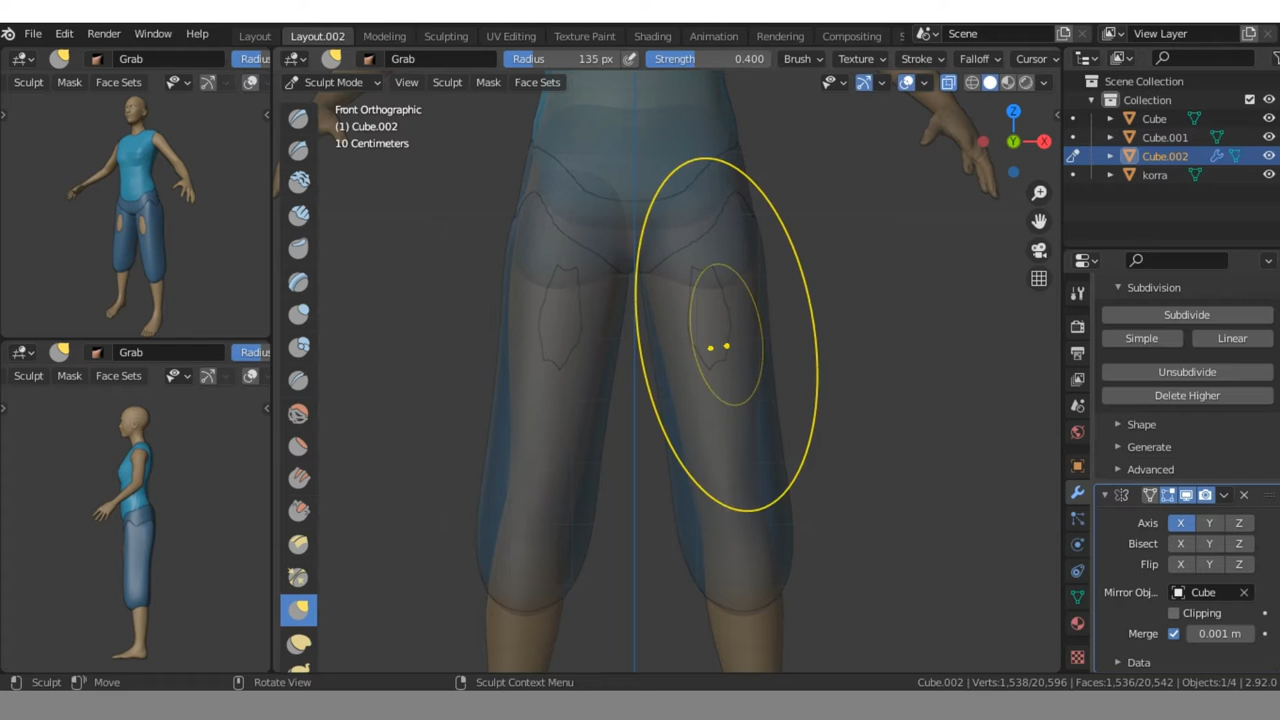 File Edit Render Window Help Layout Layout.002 Modeling Sculpting UV Editing Texture Paint Shading Animation Rendering Compositing S Scene View Layer
Grab Radiu
Grab Radius 135 px Strength 0.400 Brush Texture Stroke Falloff Cursor
Sculpt Mask Face Sets
Sculpt Mode View Sculpt Mask Face Sets
Front Orthographic
(1) Cube.002
10 Centimeters
Z
Y
X
Scene Collection
Collection
Cube
Cube.001
Cube.002
korra
Grab Radiu
Sculpt Mask Face Sets
Subdivision
Subdivide
Simple Linear
Unsubdivide
Delete Higher
Shape
Generate
Advanced
Axis X Y Z
Bisect X Y Z
Flip X Y Z
Mirror Obj... Cube
Clipping
Merge 0.001 m
Data
Sculpt Move Rotate View Sculpt Context Menu Cube.002 | Verts:1,538/20,596 | Faces:1,536/20,542 | Objects:1/4 | 2.92.0